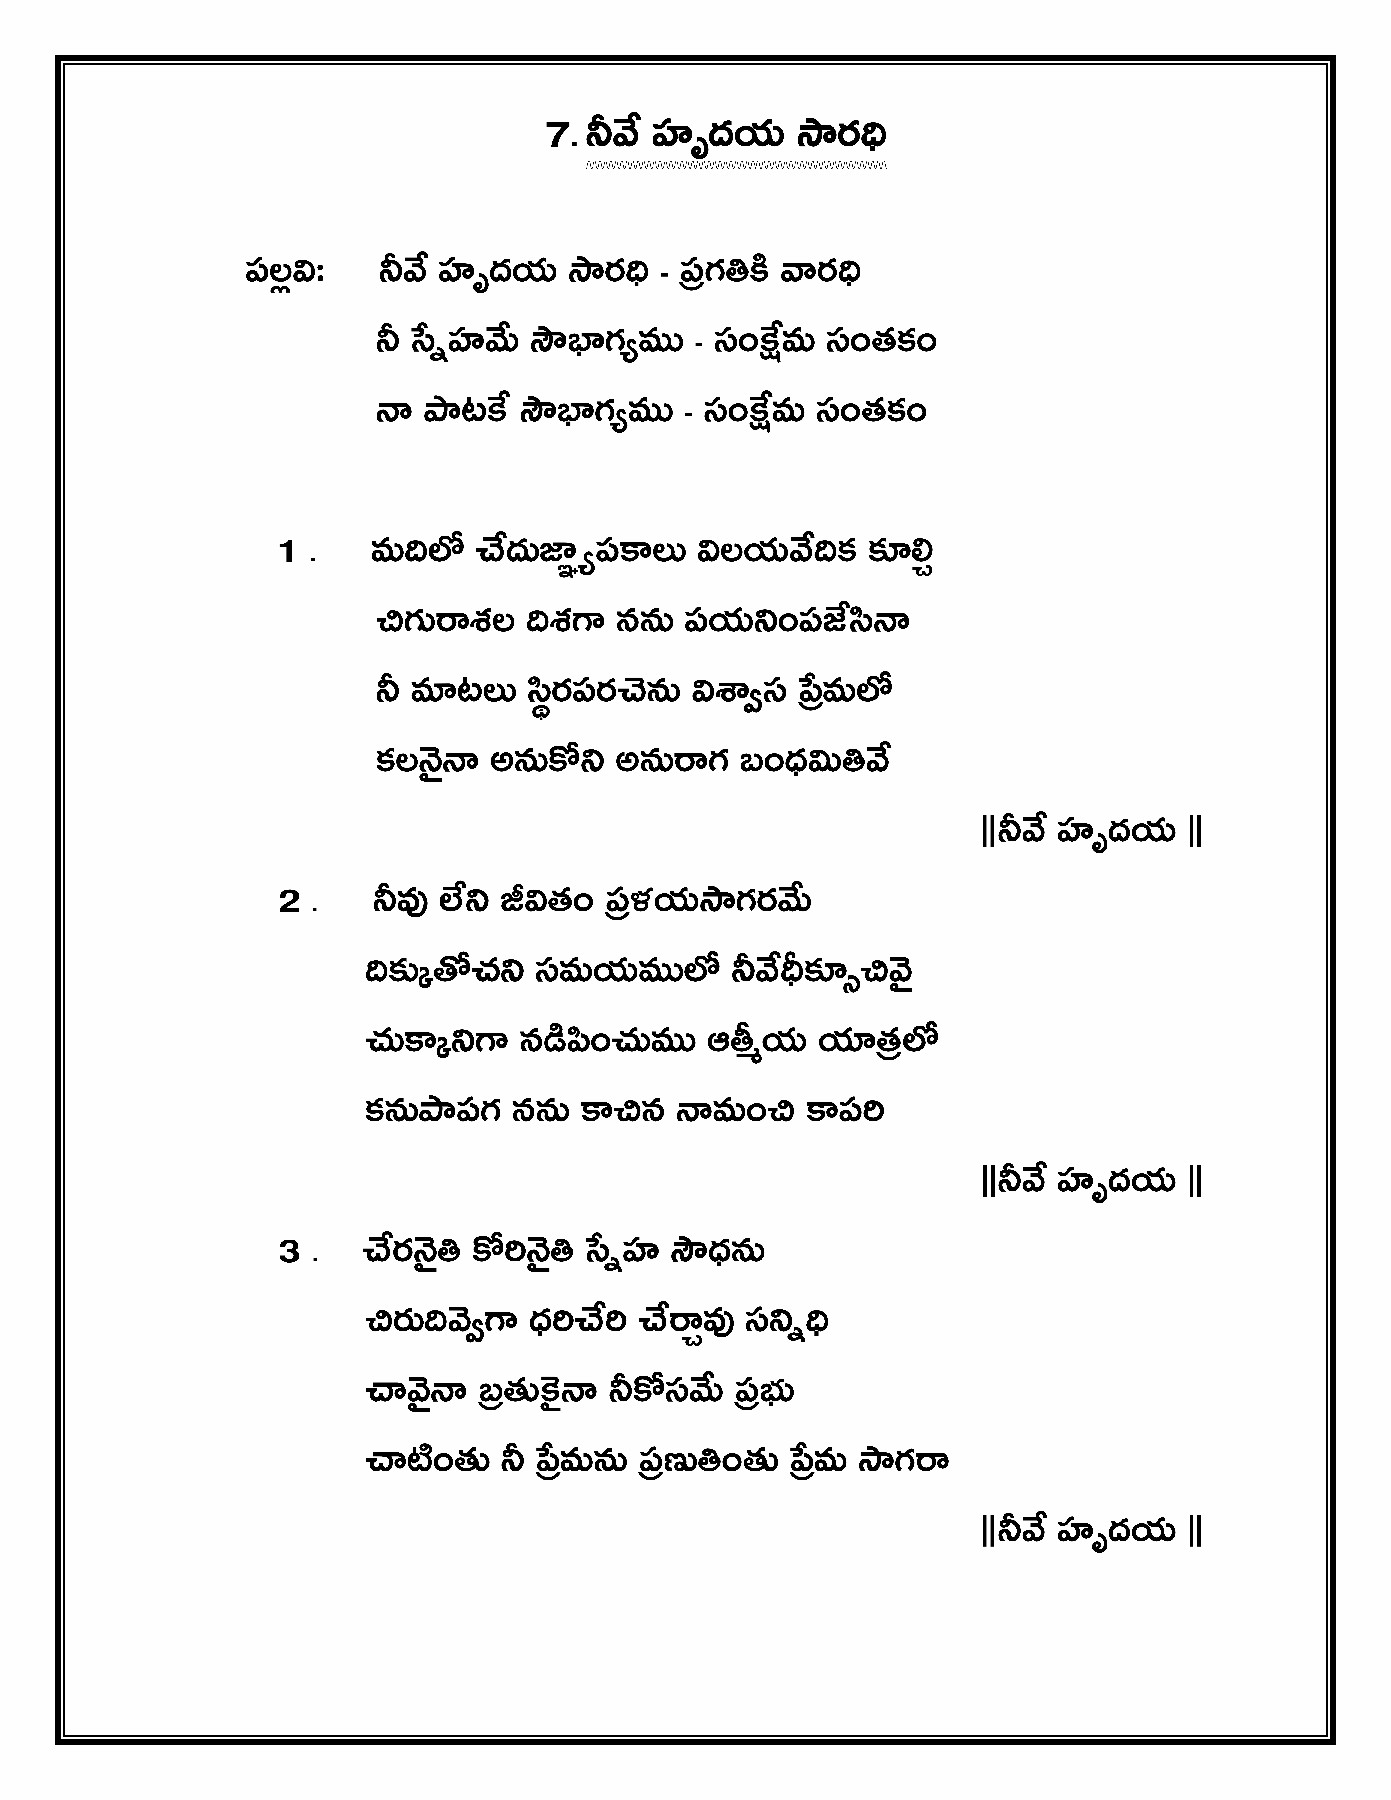 7. నీవే హృదయ సారధి
పల్లవి: నీవే హృదయ సారధి - ప్రగతికి వారధి
నీ స్నేహమే సౌభాగ్యము - సంక్షేమ సంతకం
నా పాటకే సౌభాగ్యము - సంక్షేమ సంతకం
1 . మదిలో చేదుజ్ఞ్యాపకాలు విలయవేదిక కూల్చి
చిగురాశల దిశగా నను పయనింపజేసినా
నీ మాటలు స్థిరపరచెను విశ్వాస ప్రేమలో
కలనైనా అనుకోని అనురాగ బంధమితివే
||నీవే హృదయ ||
2 . నీవు లేని జీవితం ప్రళయసాగరమే
దిక్కుతోచని సమయములో నీవేధీకూ్సచివై
చుక్కానిగా నడిపించుము ఆత్మీయ యాత్రలో
కనుపాపగ నను కాచిన నామంచి కాపరి
||నీవే హృదయ ||
3 . చేరనైతి కోరినైతి స్నేహ సౌధను
చిరుదివ్వెగా ధరిచేరి చేర్చావు సన్నిధి
చావైనా బ్రతుకైనా నీకోసమే ప్రభు
చాటింతు నీ ప్రేమను ప్రణుతింతు ప్రేమ సాగరా
||నీవే హృదయ ||